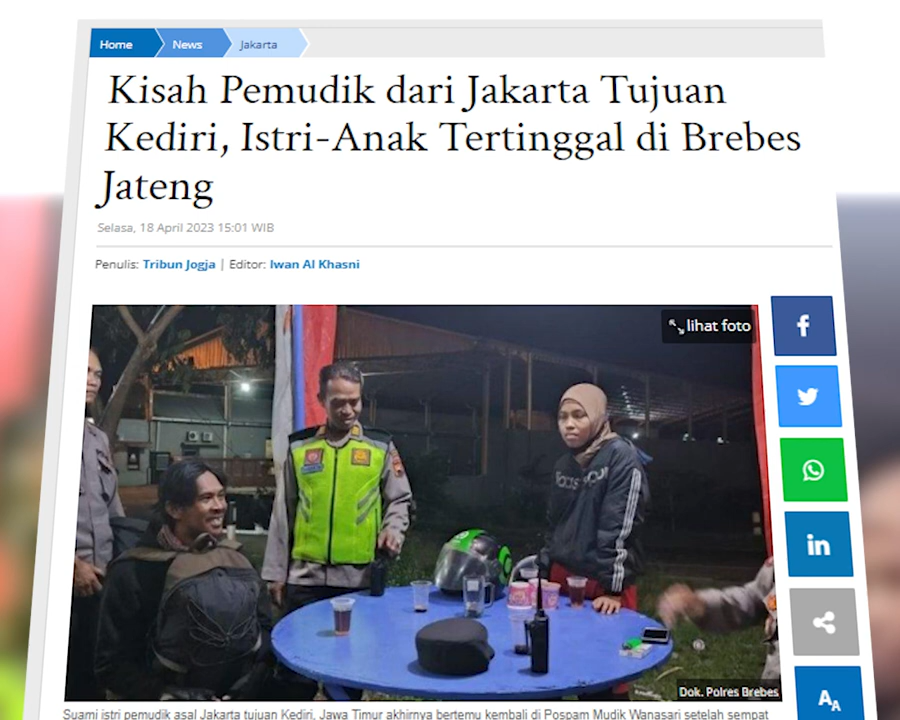 Home News Jakarta
Kisah Pemudik dari Jakarta Tujuan
Kediri, Istri-Anak Tertinggal di Brebes
Jateng
Selasa, 18 April 2023 15:01 WIB
Penulis: Tribun Jogja | Editor: Iwan Al Khasni
lihat foto
f
in
AA
Dok. Polres Brebes
Suami istri pemudik asal Jakarta tujuan Kediri, Jawa Timur akhirnya bertemu kembali di Pospam Mudik Wanasari setelah sempat